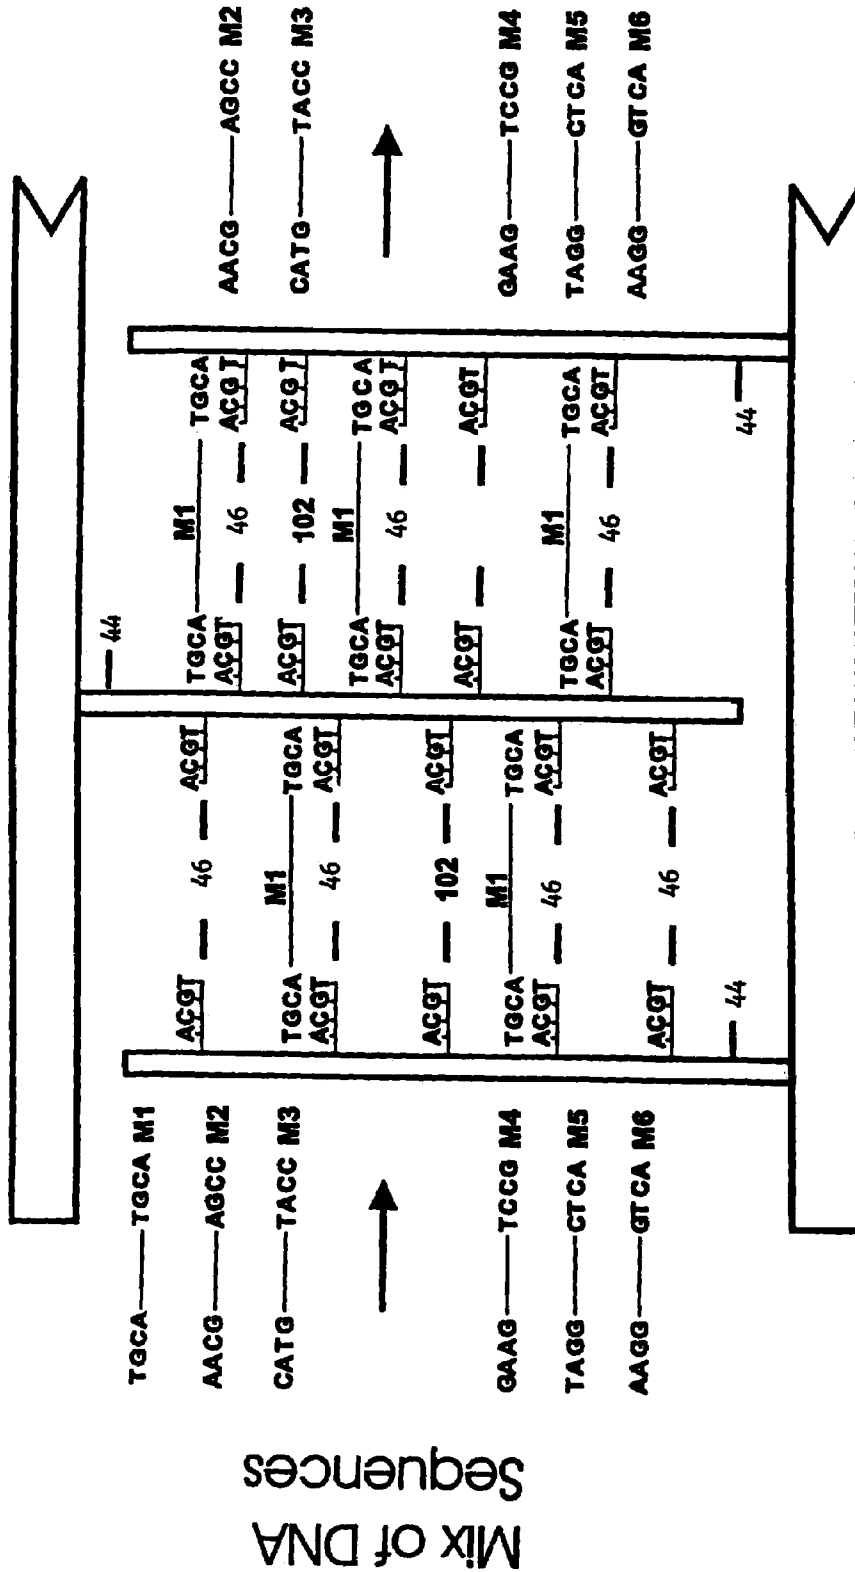 Mix of DNA
Sequences
TGCA——TGCA M1
AACG——AGCC M2
CATG——TACC M3
GAAG——TCCG M4
TAGG——CTCA M5
AAGG——GTCA M6
ACGT — 46 — ACGT
M1
TGCA TGCA
ACGT — 46 — ACGT
ACGT — 102 — ACGT
M1
TGCA TGCA
ACGT — 46 — ACGT
ACGT — 46 — ACGT
44
44
M1
TGCA TGCA
ACGT — 46 — ACGT
ACGT — 102 — ACGT
M1
TGCA TGCA
ACGT — 46 — ACGT
ACGT — — ACGT
M1
TGCA TGCA
ACGT — 46 — ACGT
44
AACG——AGCC M2
CATG——TACC M3
GAAG——TCCG M4
TAGG——CTCA M5
AAGG——GTCA M6